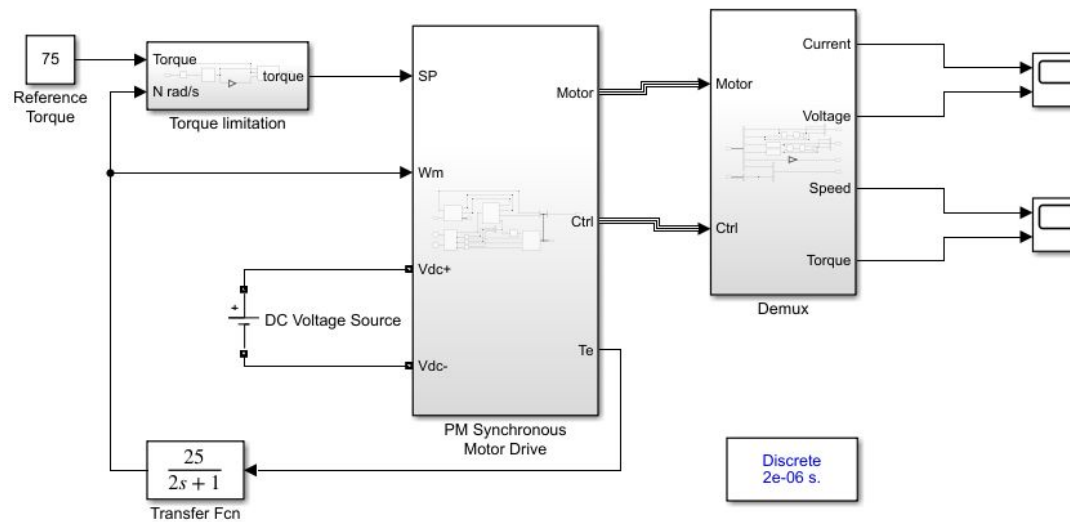 75
Reference
Torque
Torque
N rad/s
torque
Torque limitation
SP
Wm
Vdc+
Vdc-
Motor
Ctrl
Te
PM Synchronous
Motor Drive
+
DC Voltage Source
Motor
Ctrl
Current
Voltage
Speed
Torque
Demux
25
2s + 1
Transfer Fcn
Discrete
2e-06 s.